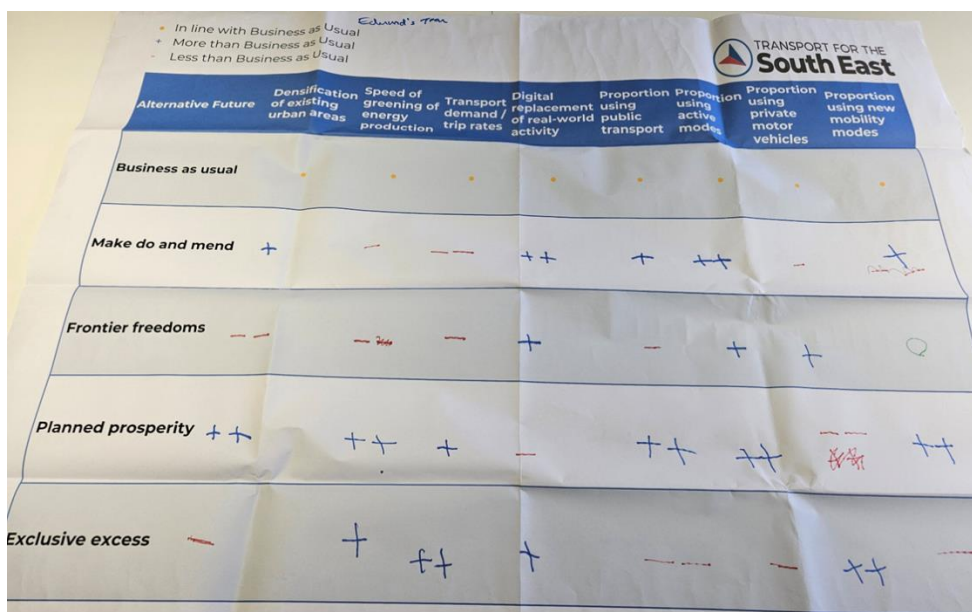 Edmund's Team
• In line with Business as Usual
+ More than Business as Usual
- Less than Business as Usual
TRANSPORT FOR THE
South East
Alternative Future
Densification
of existing
urban areas
Speed of
greening of
energy
production
Transport
demand /
trip rates
Digital
replacement
of real-world
activity
Proportion
using
public
transport
Proportion
using
active
modes
Proportion
using
private
motor
vehicles
Proportion
using new
mobility
modes
Business as usual • • • • • • • •
Make do and mend + - -- ++ + ++ - +
Frontier freedoms -- - - + - + + O
Planned prosperity ++ ++ + - ++ ++ -- ++
Exclusive excess - + ++ + -- - ++ -